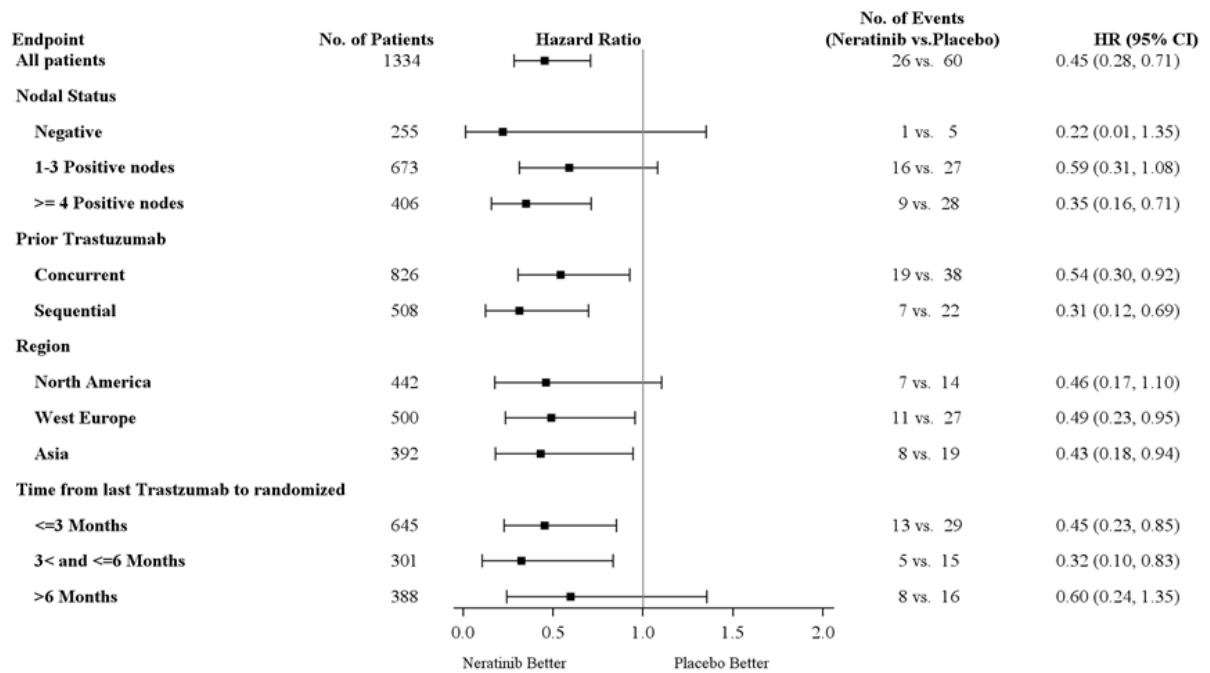 No. of Events
Endpoint No. of Patients Hazard Ratio (Neratinib vs.Placebo) HR (95% CI)
All patients 1334 26 vs. 60 0.45 (0.28, 0.71)
Nodal Status
Negative 255 1 vs. 5 0.22 (0.01, 1.35)
1-3 Positive nodes 673 16 vs. 27 0.59 (0.31, 1.08)
>= 4 Positive nodes 406 9 vs. 28 0.35 (0.16, 0.71)
Prior Trastuzumab
Concurrent 826 19 vs. 38 0.54 (0.30, 0.92)
Sequential 508 7 vs. 22 0.31 (0.12, 0.69)
Region
North America 442 7 vs. 14 0.46 (0.17, 1.10)
West Europe 500 11 vs. 27 0.49 (0.23, 0.95)
Asia 392 8 vs. 19 0.43 (0.18, 0.94)
Time from last Trastzumab to randomized
<=3 Months 645 13 vs. 29 0.45 (0.23, 0.85)
3< and <=6 Months 301 5 vs. 15 0.32 (0.10, 0.83)
>6 Months 388 8 vs. 16 0.60 (0.24, 1.35)
0.0 0.5 1.0 1.5 2.0
Neratinib Better Placebo Better